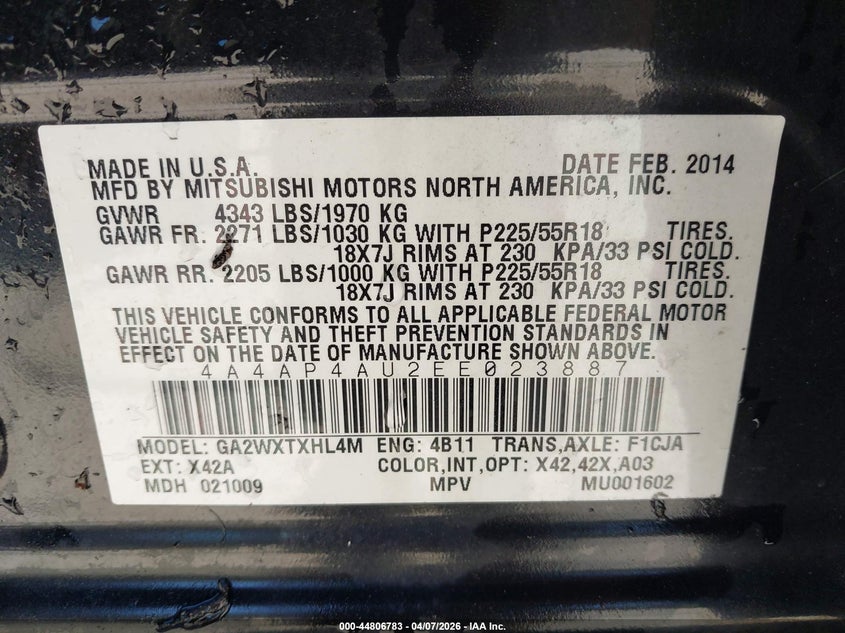 MADE IN U.S.A. DATE FEB. 2014
MFD BY MITSUBISHI MOTORS NORTH AMERICA, INC.
GVWR 4343 LBS/1970 KG
GAWR FR. 2271 LBS/1030 KG WITH P225/55R18 TIRES.
18X7J RIMS AT 230 KPA/33 PSI COLD.
GAWR RR. 2205 LBS/1000 KG WITH P225/55R18 TIRES.
18X7J RIMS AT 230 KPA/33 PSI COLD.
THIS VEHICLE CONFORMS TO ALL APPLICABLE FEDERAL MOTOR
VEHICLE SAFETY AND THEFT PREVENTION STANDARDS IN
EFFECT ON THE DATE OF MANUFACTURE SHOWN ABOVE.
4A4AP4AU2EE023887
MODEL: GA2WXTXHL4M ENG: 4B11 TRANS,AXLE: F1CJA
EXT: X42A COLOR,INT,OPT: X42,42X,A03
MDH 021009 MPV MU001602
000-44806783 - 04/07/2026 - IAA Inc.